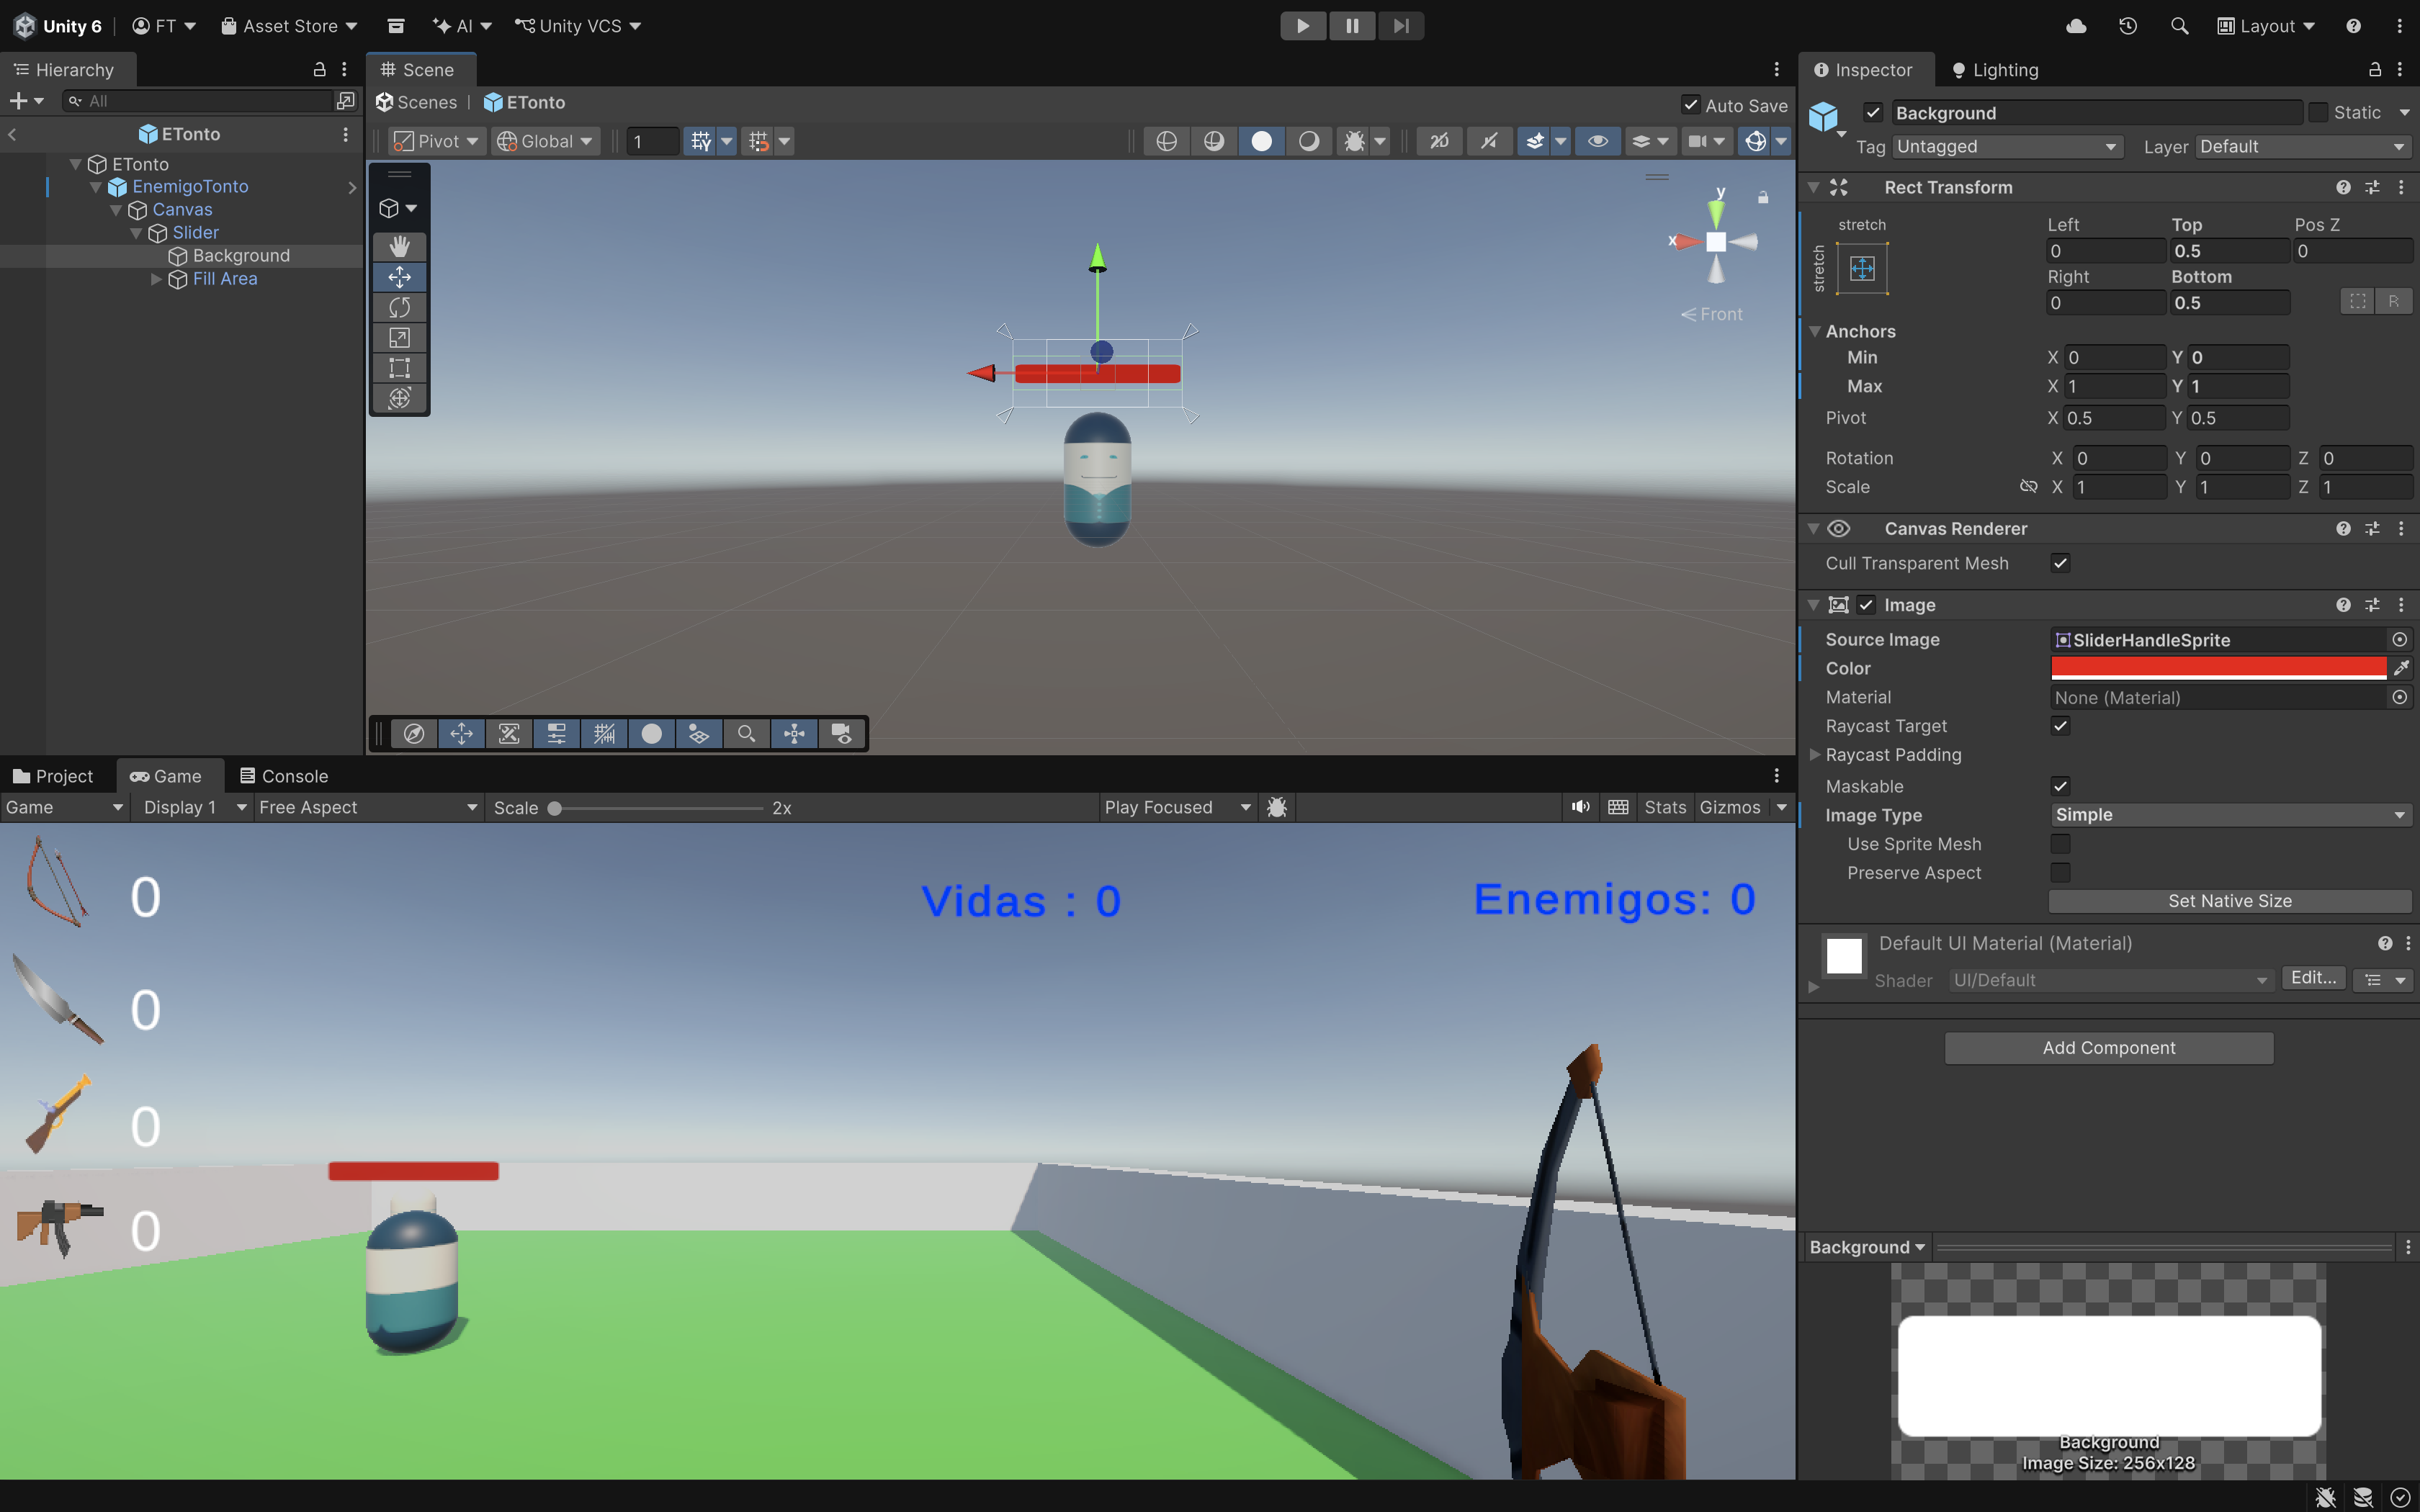 Unity 6 FT Asset Store AI Unity VCS Layout
Hierarchy
All
ETonto
ETonto
EnemigoTonto
Canvas
Slider
Background
Fill Area
Scene
Scenes | ETonto Auto Save
Pivot Global 1 2D
y
x
Front
Inspector Lighting
Background Static
Tag Untagged Layer Default
Rect Transform
stretch Left Top Pos Z
stretch 0 0.5 0
Right Bottom
0 0.5 R
Anchors
Min X 0 Y 0
Max X 1 Y 1
Pivot X 0.5 Y 0.5
Rotation X 0 Y 0 Z 0
Scale X 1 Y 1 Z 1
Canvas Renderer
Cull Transparent Mesh
Image
Source Image SliderHandleSprite
Color
Material None (Material)
Raycast Target
Raycast Padding
Maskable
Image Type Simple
Use Sprite Mesh
Preserve Aspect
Set Native Size
Default UI Material (Material)
Shader UI/Default Edit...
Add Component
Background
Background
Image Size: 256x128
Project Game Console
Game Display 1 Free Aspect Scale 2x Play Focused Stats Gizmos
0 Vidas : 0 Enemigos: 0
0
0
0